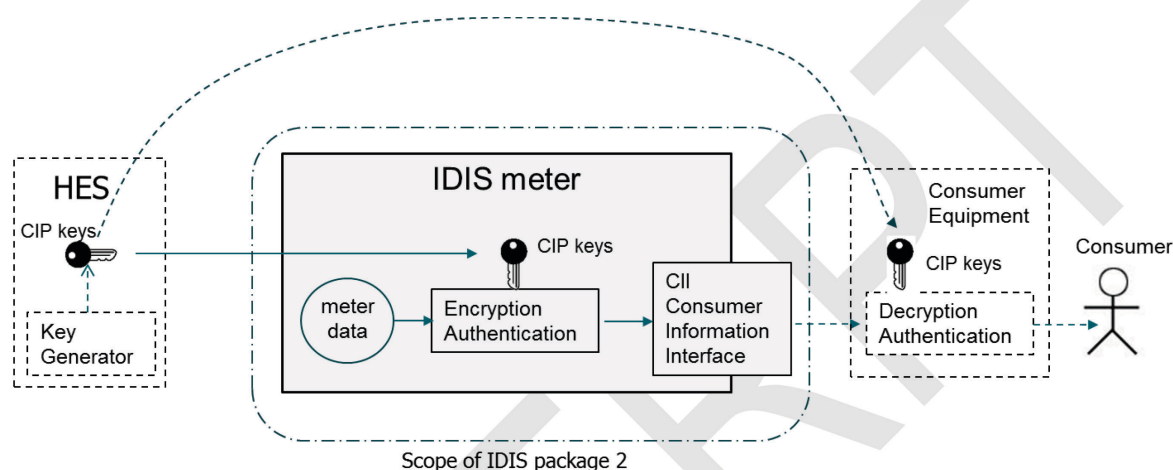 HES
CIP keys
Key
Generator
IDIS meter
CIP keys
meter
data
Encryption
Authentication
CII
Consumer
Information
Interface
Consumer
Equipment
CIP keys
Decryption
Authentication
Consumer
Scope of IDIS package 2